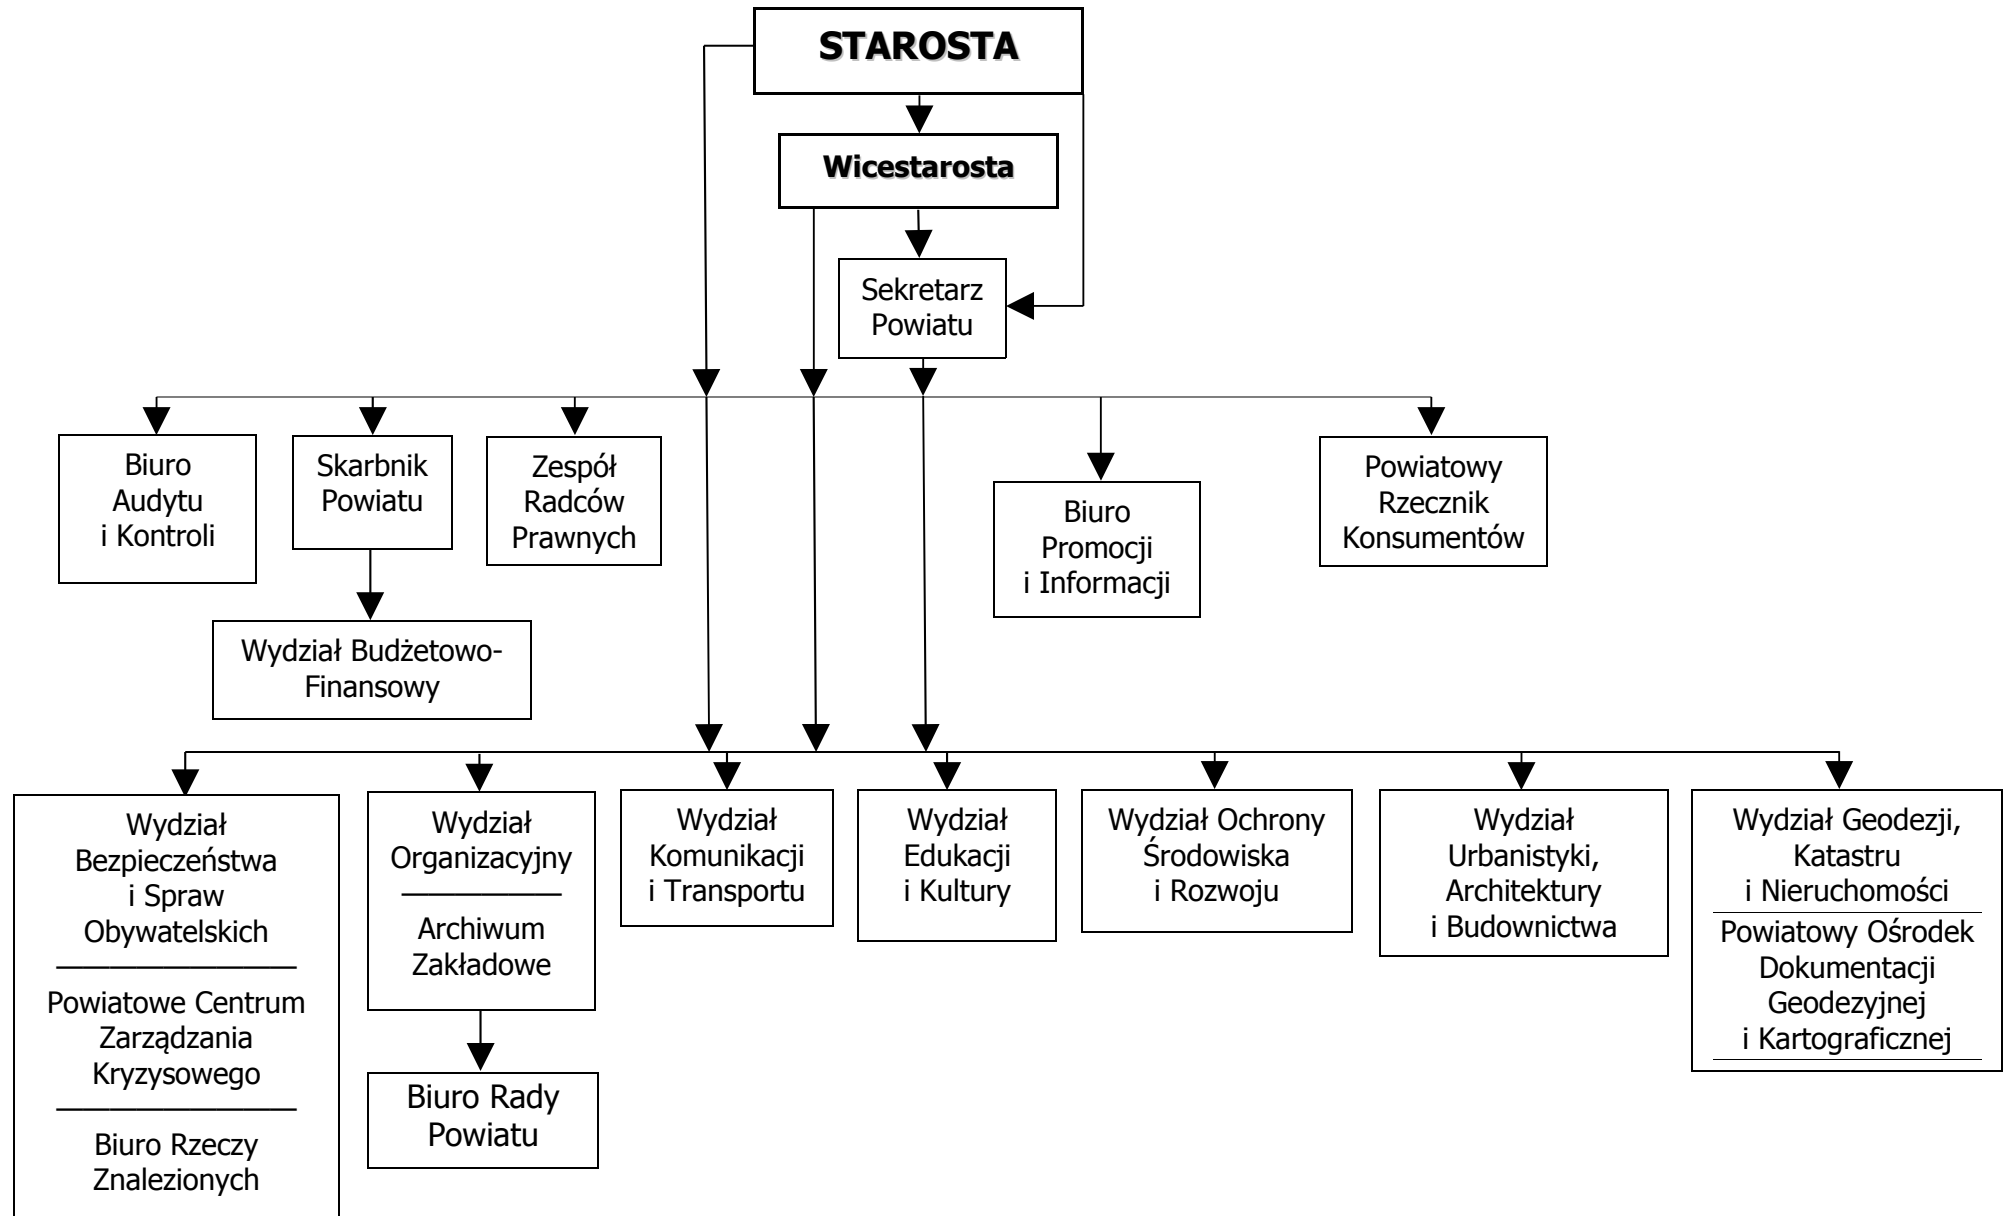 STAROSTA
Wicestarosta
Sekretarz
Powiatu
Biuro
Audytu
i Kontroli
Skarbnik
Powiatu
Zespół
Radców
Prawnych
Biuro
Promocji
i Informacji
Powiatowy
Rzecznik
Konsumentów
Wydział Budżetowo-
Finansowy
Wydział
Bezpieczeństwa
i Spraw
Obywatelskich
Powiatowe Centrum
Zarządzania
Kryzysowego
Biuro Rzeczy
Znalezionych
Wydział
Organizacyjny
Archiwum
Zakładowe
Biuro Rady
Powiatu
Wydział
Komunikacji
i Transportu
Wydział
Edukacji
i Kultury
Wydział Ochrony
Środowiska
i Rozwoju
Wydział
Urbanistyki,
Architektury
i Budownictwa
Wydział Geodezji,
Katastru
i Nieruchomości
Powiatowy Ośrodek
Dokumentacji
Geodezyjnej
i Kartograficznej